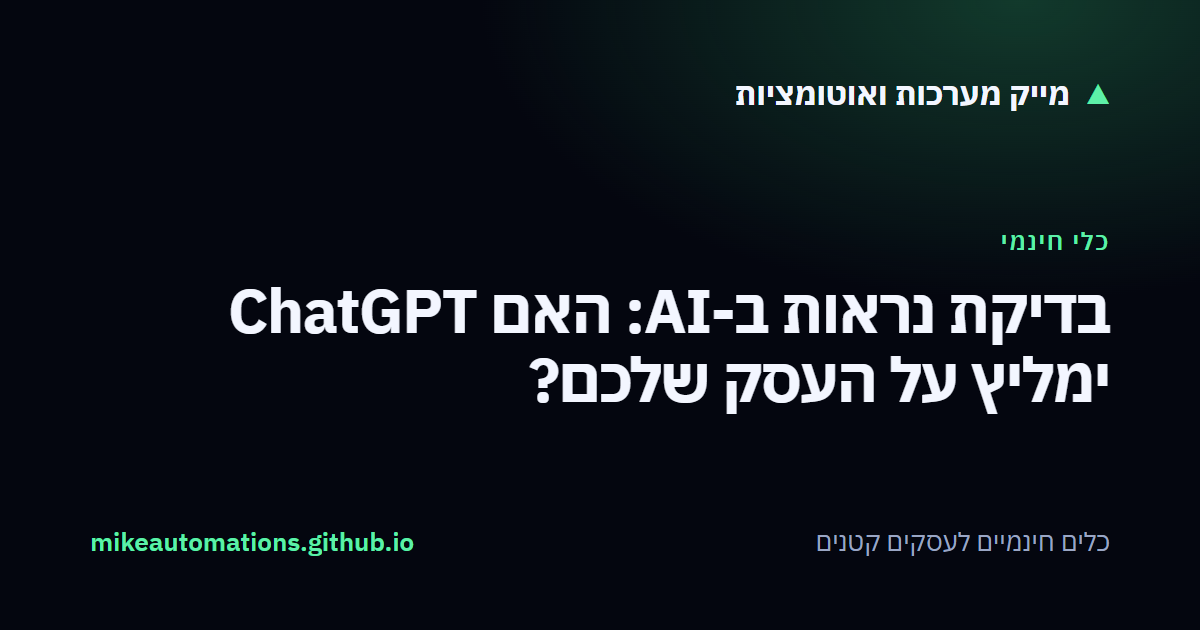 מייק מערכות ואוטומציות
כלי חינמי
בדיקת נראות ב-AI: האם ChatGPT
ימליץ על העסק שלכם?
כלים חינמיים לעסקים קטנים
mikeautomations.github.io